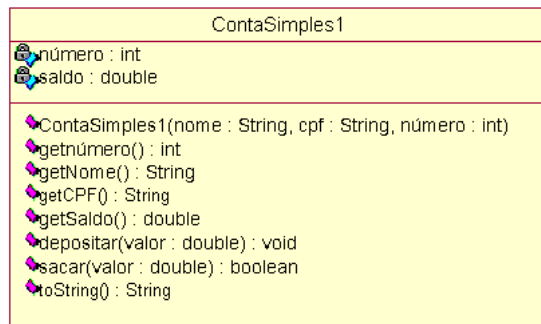 ContaSimples1
número : int
saldo : double
ContaSimples1(nome : String, cpf : String, número : int)
getnúmero() : int
getNome() : String
getCPF() : String
getSaldo() : double
depositar(valor : double) : void
sacar(valor : double) : boolean
toString() : String